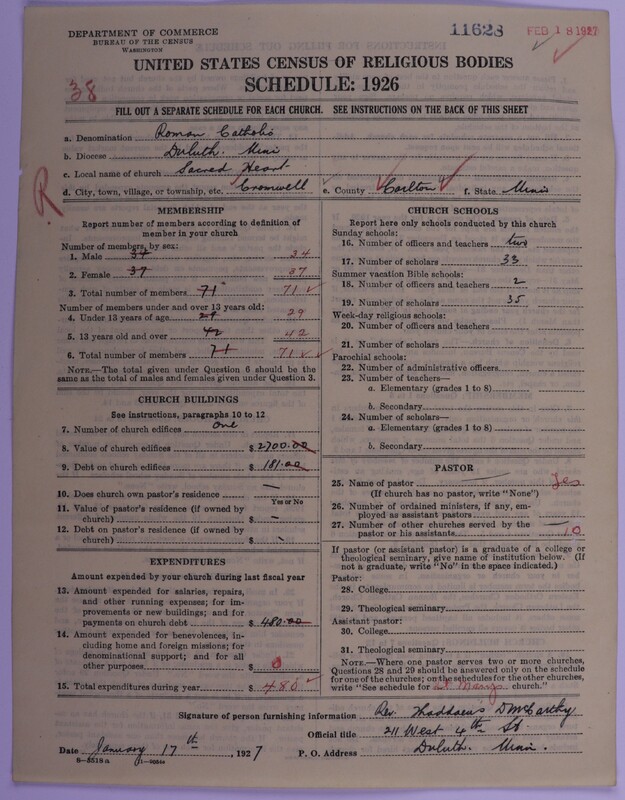 DEPARTMENT OF COMMERCE
BUREAU OF THE CENSUS
WASHINGTON
11623
FEB 18 1927
UNITED STATES CENSUS OF RELIGIOUS BODIES
SCHEDULE: 1926
38
FILL OUT A SEPARATE SCHEDULE FOR EACH CHURCH. SEE INSTRUCTIONS ON THE BACK OF THIS SHEET
a. Denomination Roman Catholic
b. Diocese Duluth. Minn
c. Local name of church Sacred Heart
d. City, town, village, or township, etc. Cromwell e. County Carlton f. State Minn
R
MEMBERSHIP
Report number of members according to definition of
member in your church
Number of members, by sex:
1. Male 34 34
2. Female 37 37
3. Total number of members 71 71
Number of members under and over 13 years old:
4. Under 13 years of age 29 29
5. 13 years old and over 42 42
6. Total number of members 71 71
NOTE.—The total given under Question 6 should be
same as the total of males and females given under Question 3.
CHURCH BUILDINGS
See instructions, paragraphs 10 to 12
7. Number of church edifices one
8. Value of church edifices $ 2700.00
9. Debt on church edifices $ 181.00
10. Does church own pastor's residence —
Yes or No
11. Value of pastor's residence (if owned by
church) $ -
12. Debt on pastor's residence (if owned by
church) $ -
EXPENDITURES
Amount expended by your church during last fiscal year
13. Amount expended for salaries, repairs,
and other running expenses; for im-
provements or new buildings; and for
payments on church debt $ 480.00
14. Amount expended for benevolences, in-
cluding home and foreign missions; for
denominational support; and for all
other purposes $ 0
15. Total expenditures during year $ 480
CHURCH SCHOOLS
Report here only schools conducted by this church
Sunday schools:
16. Number of officers and teachers two
17. Number of scholars 33
Summer vacation Bible schools:
18. Number of officers and teachers 2
19. Number of scholars 35
Week-day religious schools:
20. Number of officers and teachers
21. Number of scholars
Parochial schools:
22. Number of administrative officers
23. Number of teachers—
a. Elementary (grades 1 to 8)
b. Secondary
24. Number of scholars—
a. Elementary (grades 1 to 8)
b. Secondary
PASTOR
25. Name of pastor — Yes
(If church has no pastor, write "None")
26. Number of ordained ministers, if any, em-
ployed as assistant pastors
27. Number of other churches served by the
pastor or his assistants 10
If pastor (or assistant pastor) is a graduate of a college or
theological seminary, give name of institution below. (If
not a graduate, write "No" in the space indicated.)
Pastor:
28. College
29. Theological seminary
Assistant pastor:
30. College
31. Theological seminary
NOTE.—Where one pastor serves two or more churches,
Questions 28 and 29 should be answered only on the schedule
for one of the churches; on the schedules for the other churches,
write "See schedule for St Marys church."
Signature of person furnishing information Rev. Thaddaeus D McCarthy
Official title 211 West 4th St
Date January 17th, 1927 P. O. Address Duluth. Minn.
8-5518a